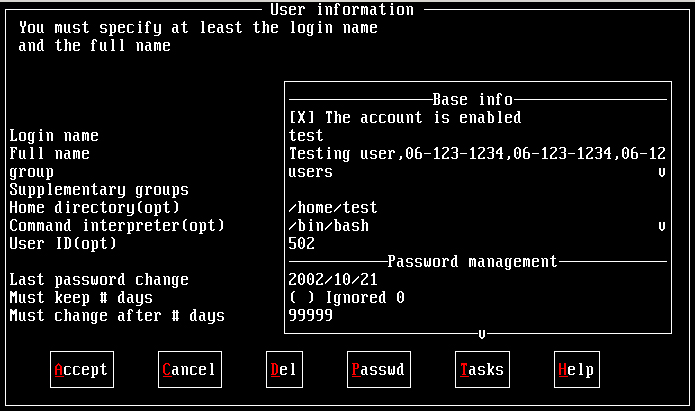 User information
You must specify at least the login name
and the full name
Base info
[X] The account is enabled
Login name test
Full name Testing user,06-123-1234,06-123-1234,06-12
group users v
Supplementary groups
Home directory(opt) /home/test
Command interpreter(opt) /bin/bash v
User ID(opt) 502
Password management
Last password change 2002/10/21
Must keep # days ( ) Ignored 0
Must change after # days 99999
v
Accept Cancel Del Passwd Tasks Help